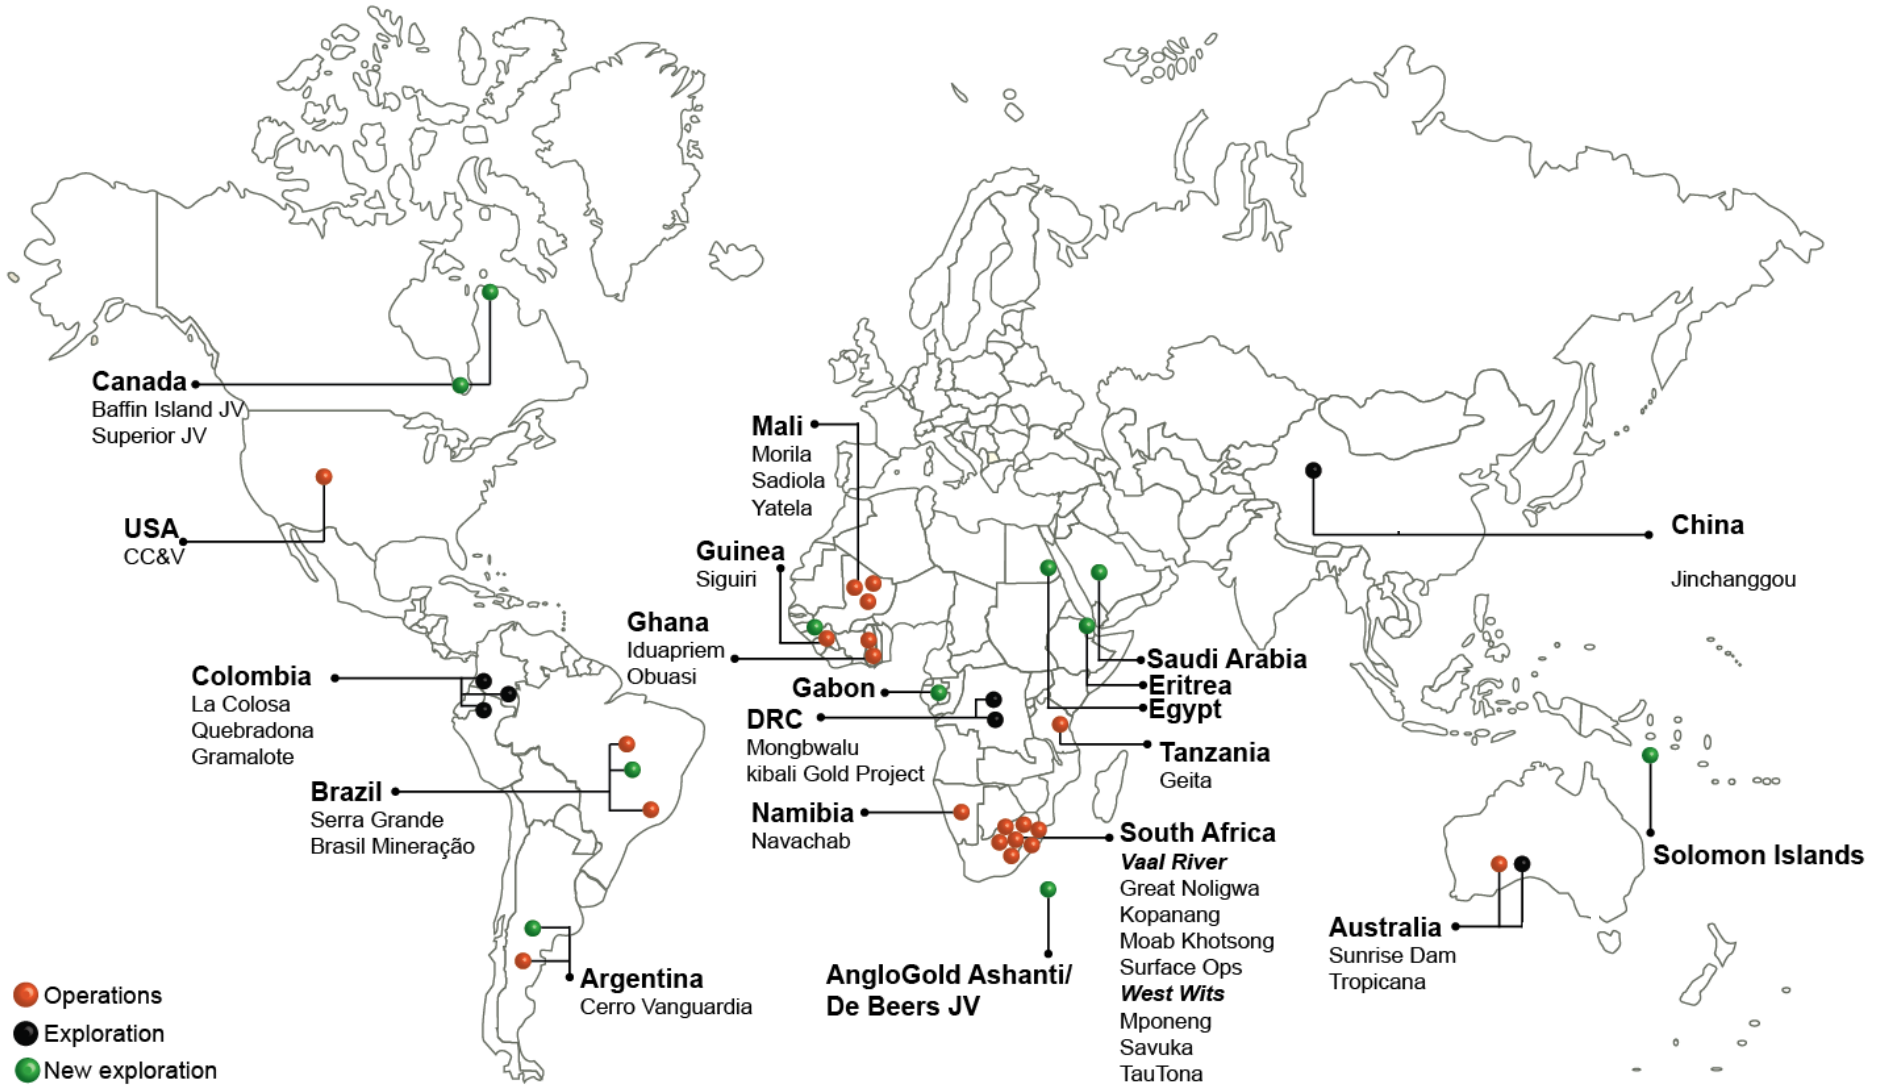 Canada
Baffin Island JV
Superior JV
USA
CC&V
Colombia
La Colosa
Quebradona
Gramalote
Brazil
Serra Grande
Brasil Mineração
Argentina
Cerro Vanguardia
Mali
Morila
Sadiola
Yatela
Guinea
Siguiri
Ghana
Iduapriem
Obuasi
Gabon
DRC
Mongbwalu
kibali Gold Project
Namibia
Navachab
AngloGold Ashanti/
De Beers JV
Saudi Arabia
Eritrea
Egypt
Tanzania
Geita
South Africa
Vaal River
Great Noligwa
Kopanang
Moab Khotsong
Surface Ops
West Wits
Mponeng
Savuka
TauTona
China
Jinchanggou
Solomon Islands
Australia
Sunrise Dam
Tropicana
Operations
Exploration
New exploration